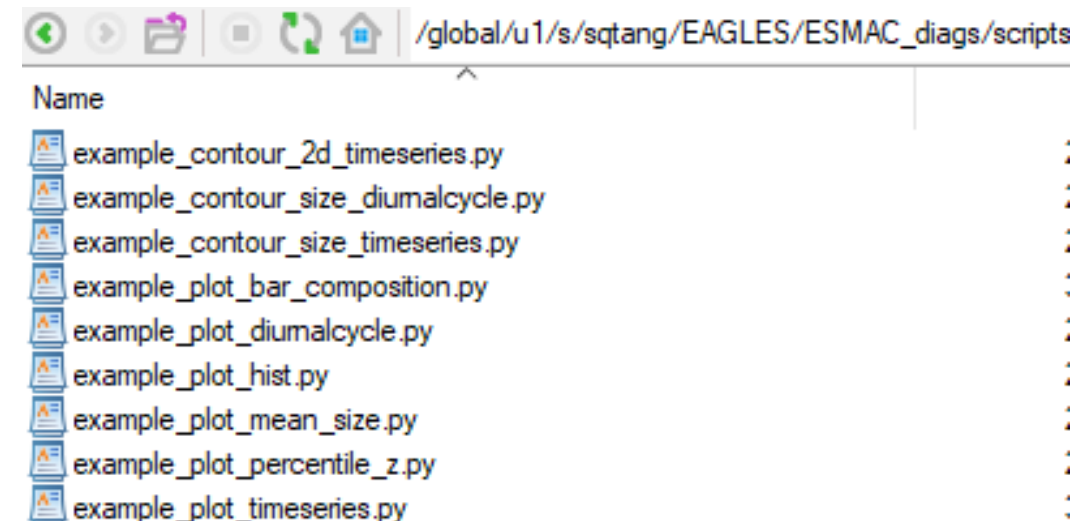 /global/u1/s/sqtang/EAGLES/ESMAC_diags/scripts
Name
example_contour_2d_timeseries.py
example_contour_size_diurnalcycle.py
example_contour_size_timeseries.py
example_plot_bar_composition.py
example_plot_diurnalcycle.py
example_plot_hist.py
example_plot_mean_size.py
example_plot_percentile_z.py
example_plot_timeseries.py